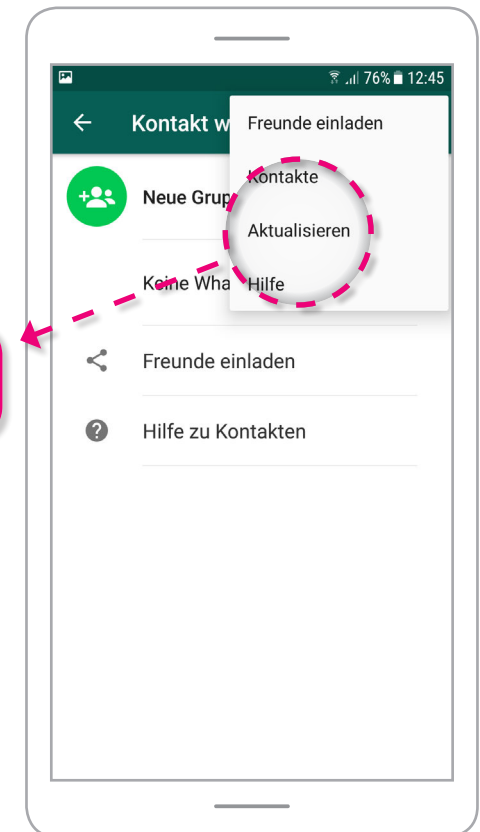 76% 12:45
Kontakt w
Freunde einladen
Kontakte
Neue Grup
Aktualisieren
Keine Wha
Hilfe
Freunde einladen
Hilfe zu Kontakten